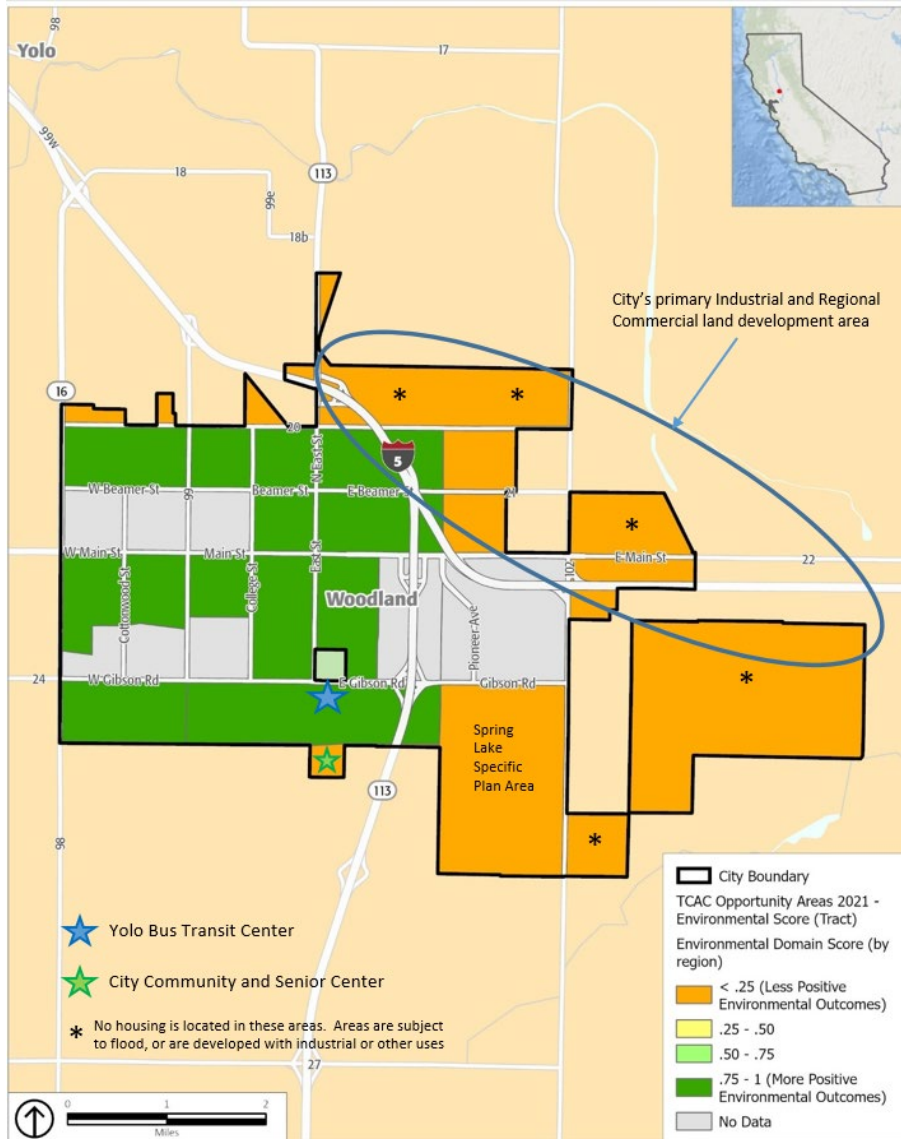 98
17
Yolo
99W
18
113
99e
18b
City's primary Industrial and Regional
Commercial land development area
16
*
*
20
N East St
5
W Beamer St
99
Beamer St
E Beamer St
21
*
W Main St
Main St
East St
E Main St
22
102
College St
Cottonwood St
Woodland
Pioneer Ave
24
W Gibson Rd
E Gibson Rd
Gibson Rd
*
Spring
Lake
Specific
Plan Area
113
*
98
Yolo Bus Transit Center
City Community and Senior Center
* No housing is located in these areas. Areas are subject
to flood, or are developed with industrial or other uses
27
0 1 2
Miles
City Boundary
TCAC Opportunity Areas 2021 -
Environmental Score (Tract)
Environmental Domain Score (by
region)
< .25 (Less Positive
Environmental Outcomes)
.25 - .50
.50 - .75
.75 - 1 (More Positive
Environmental Outcomes)
No Data